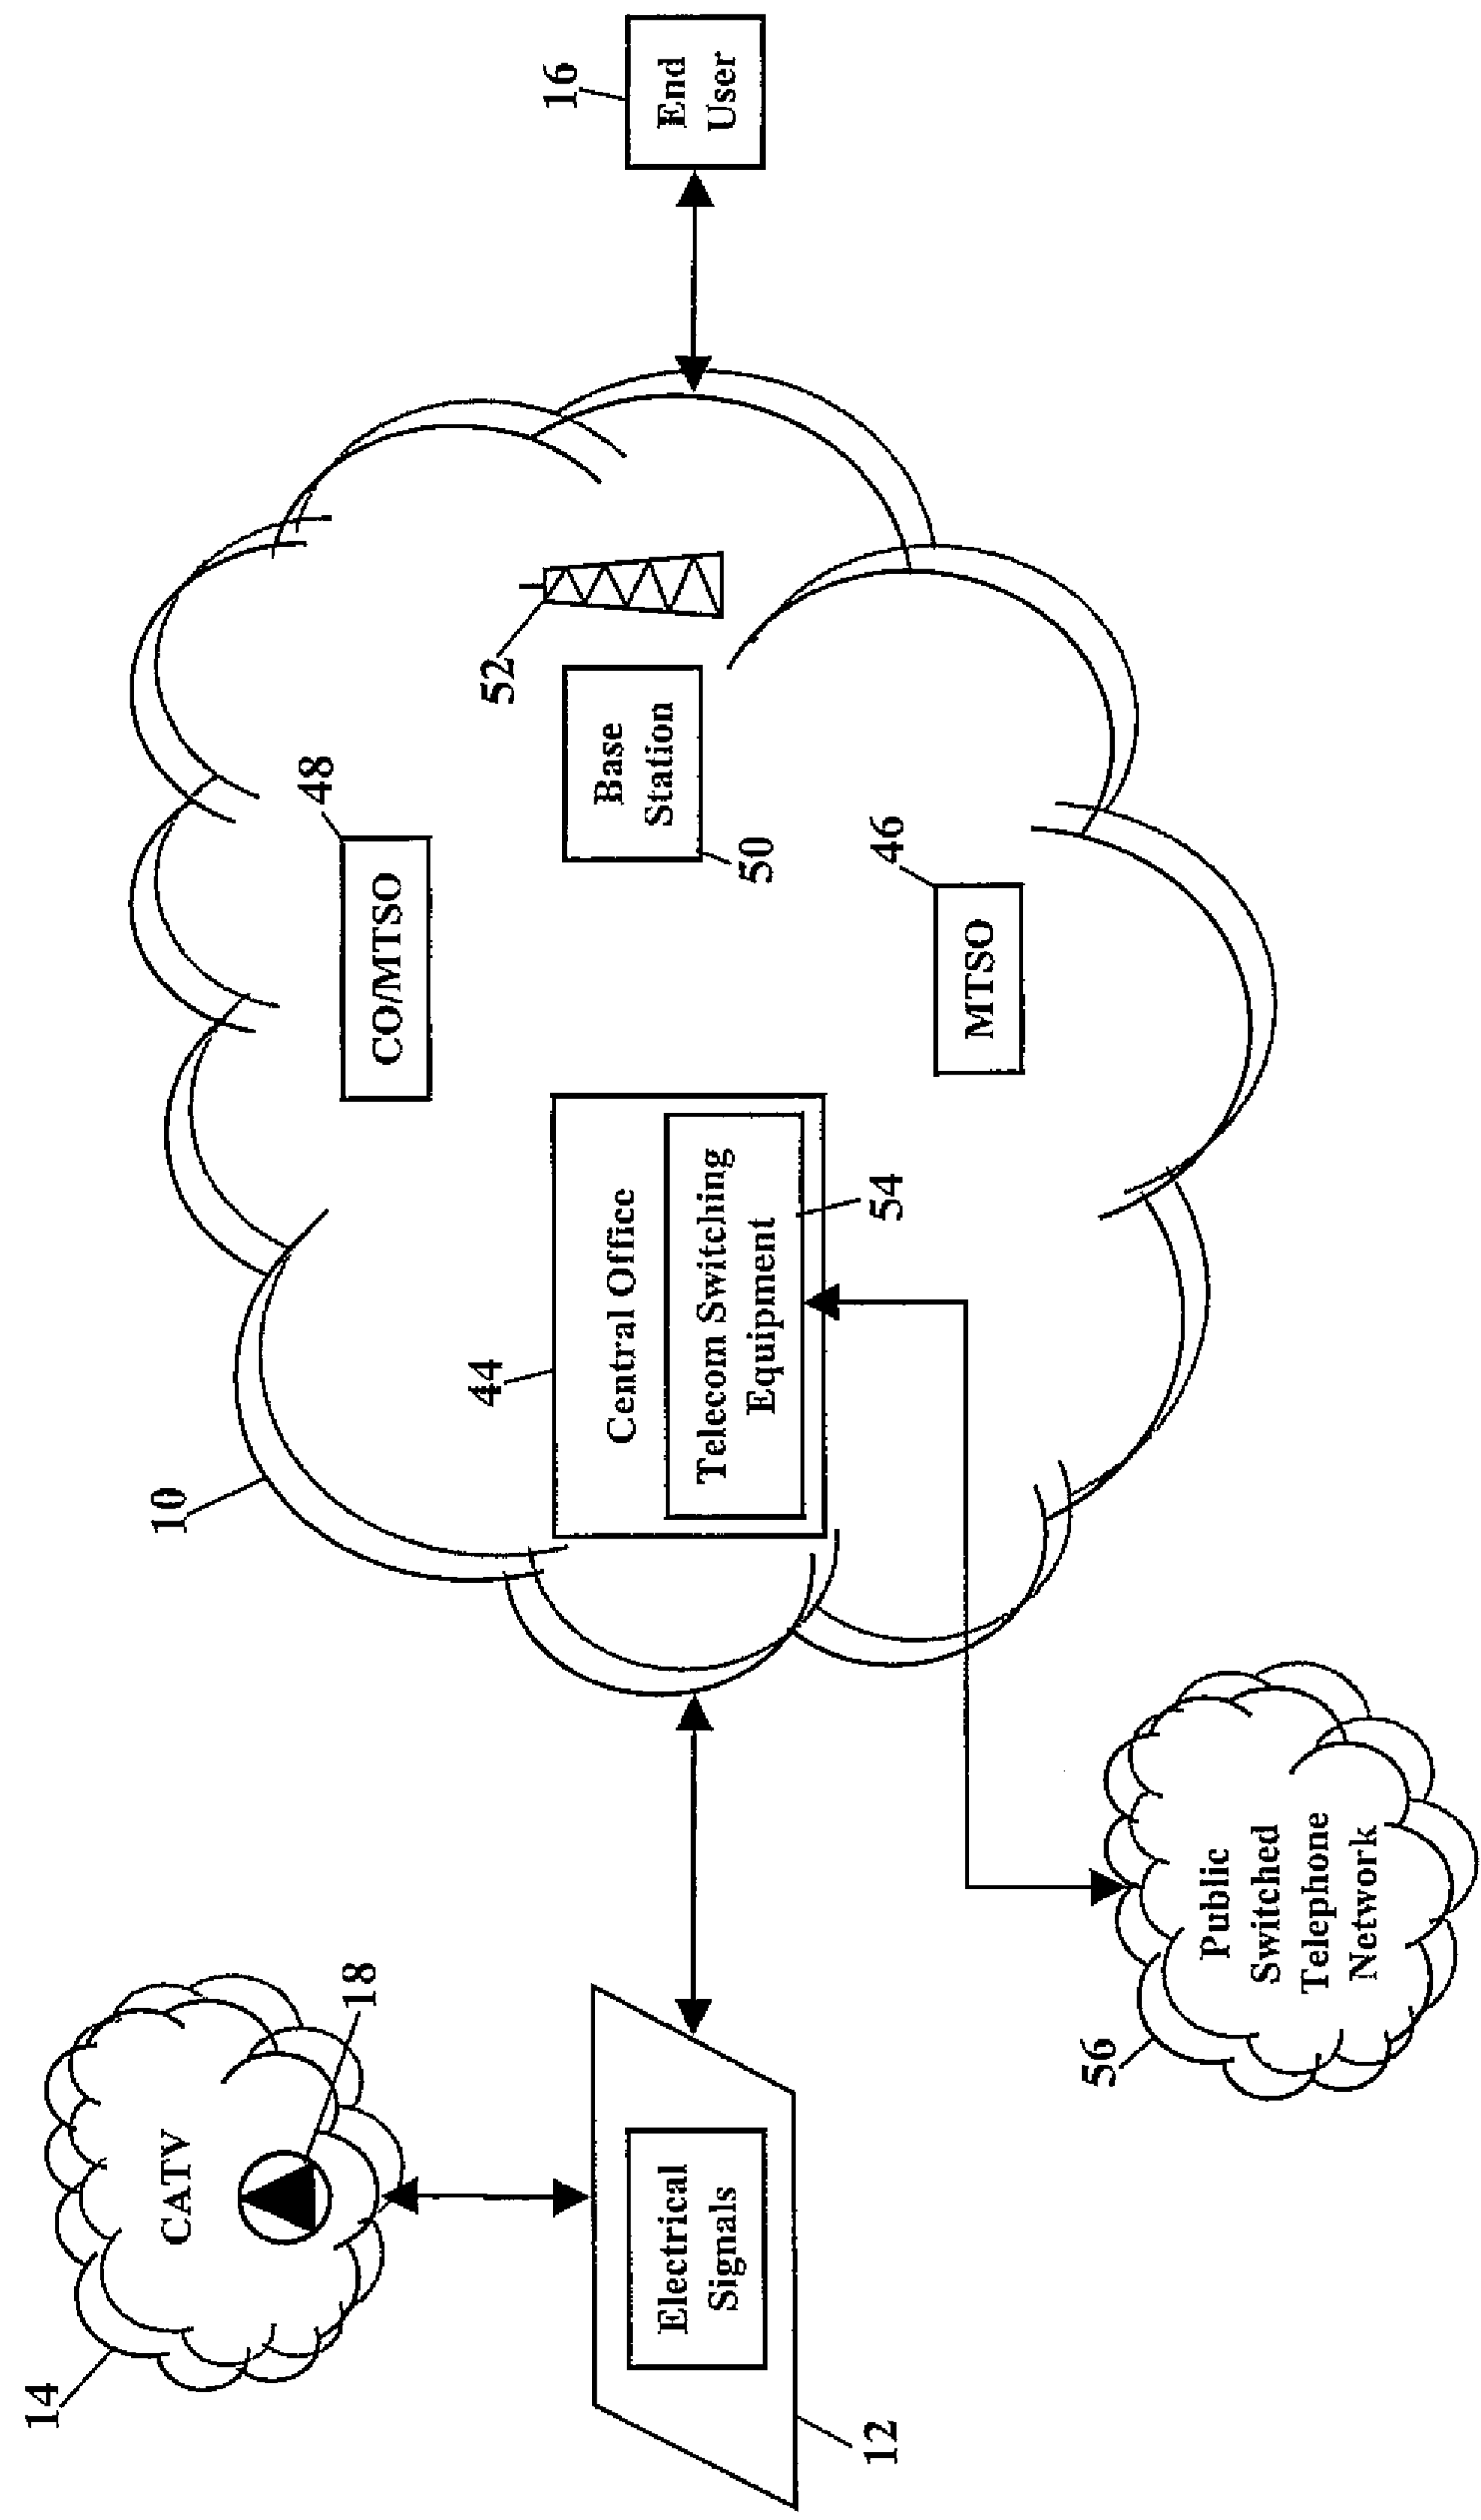 14
CATV
18
10
48
CO/MTSO
44
Central Office
Telecom Switching
Equipment
54
52
Base
Station
50
46
MTSO
16
End
User
Electrical
Signals
12
56
Public
Switched
Telephone
Network